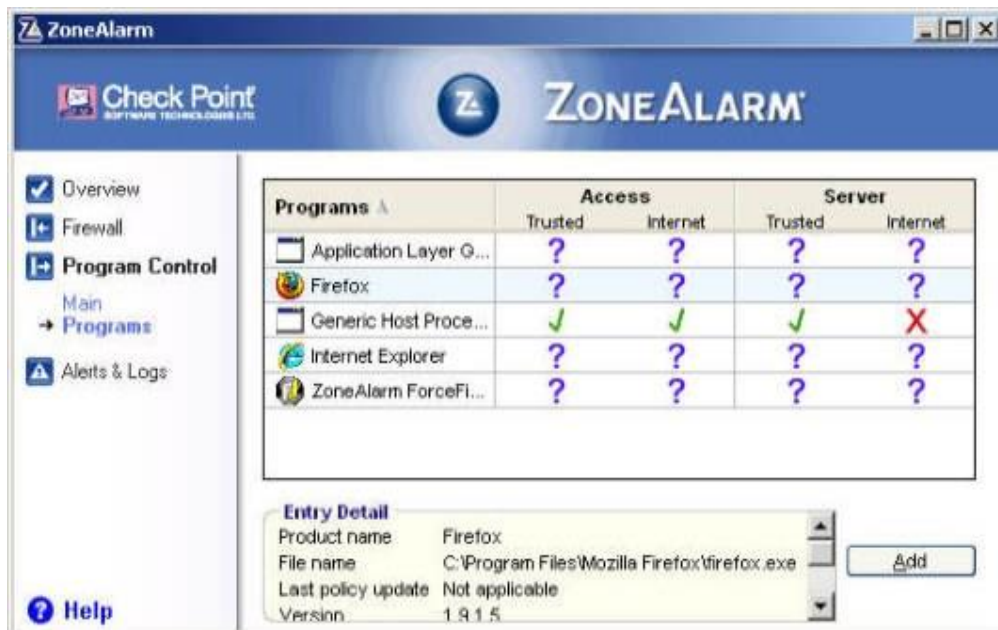 ZoneAlarm
Check Point
SOFTWARE TECHNOLOGIES LTD.
ZONEALARM
Overview
Firewall
Program Control
Main
Programs
Alerts & Logs
Help
Programs Access Server
Trusted Internet Trusted Internet
Application Layer G... ? ? ? ?
Firefox ? ? ? ?
Generic Host Proce...
Internet Explorer ? ? ? ?
ZoneAlarm ForceFi... ? ? ? ?
Entry Detail
Product name Firefox
File name C:\Program Files\Mozilla Firefox\firefox.exe
Last policy update Not applicable
Version 1.9.1.5
Add